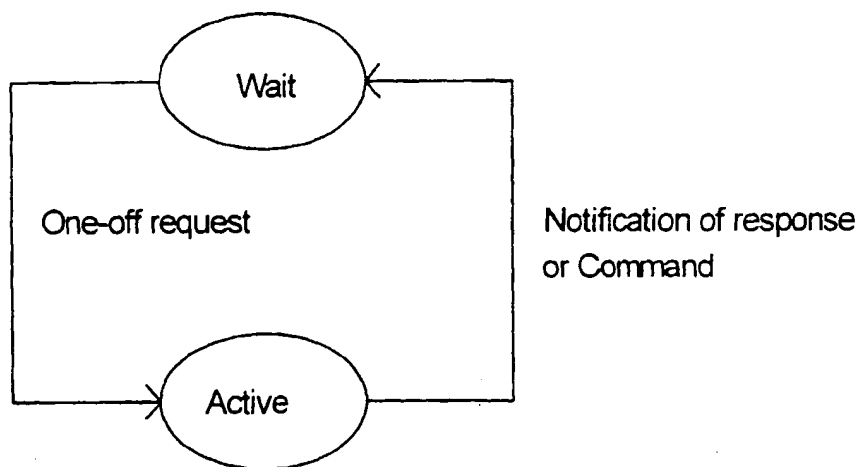 Wait
One-off request
Notification of response
or Command
Active